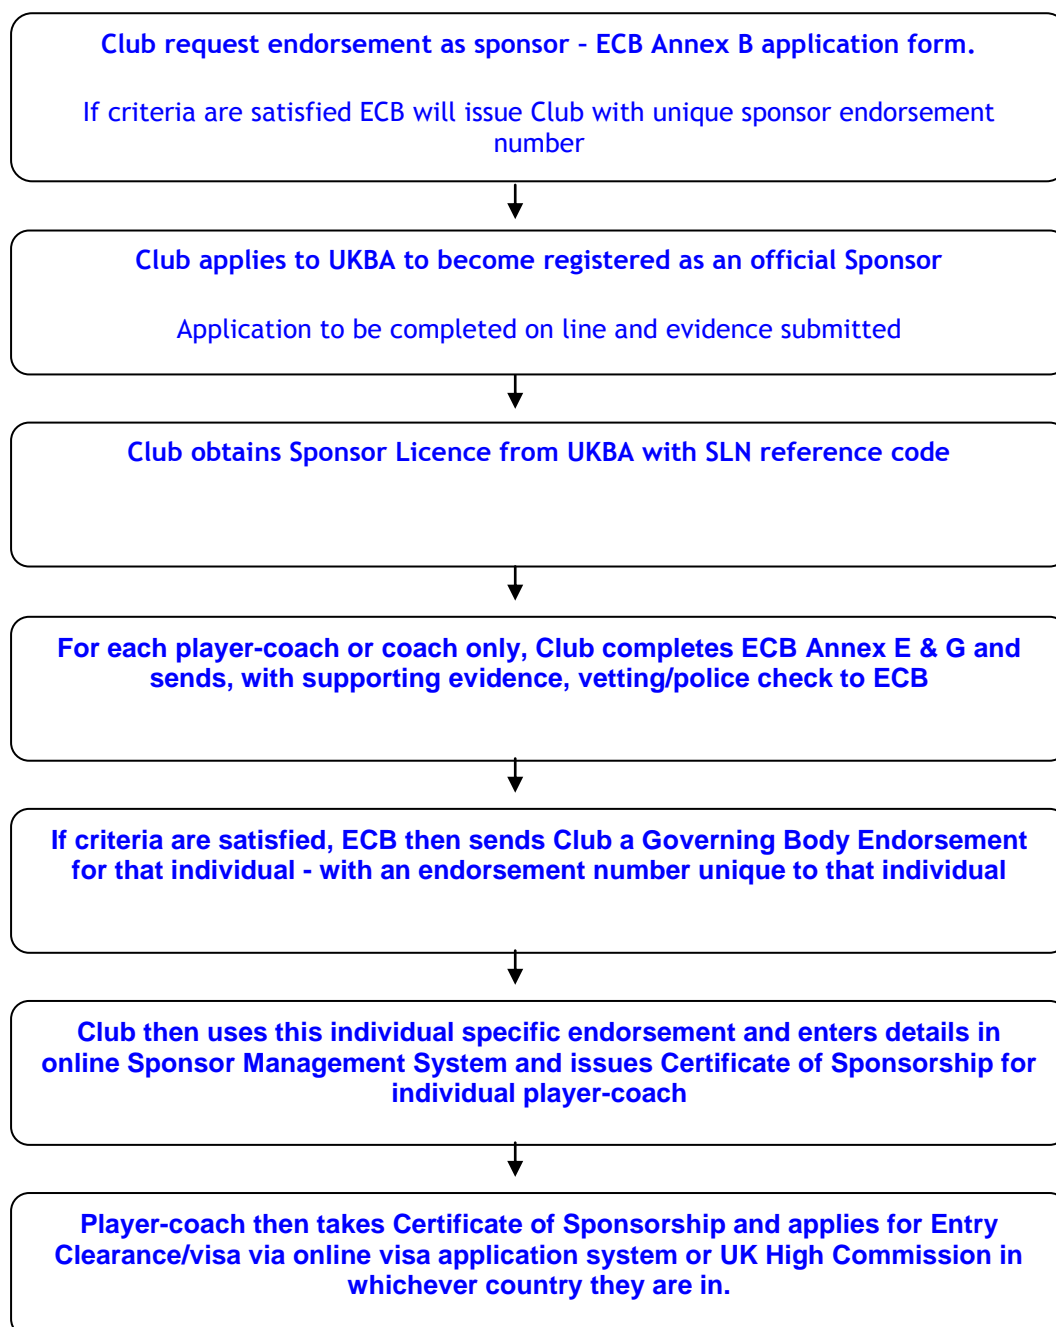 Club request endorsement as sponsor – ECB Annex B application form.
If criteria are satisfied ECB will issue Club with unique sponsor endorsement
number
Club applies to UKBA to become registered as an official Sponsor
Application to be completed on line and evidence submitted
Club obtains Sponsor Licence from UKBA with SLN reference code
For each player-coach or coach only, Club completes ECB Annex E & G and
sends, with supporting evidence, vetting/police check to ECB
If criteria are satisfied, ECB then sends Club a Governing Body Endorsement
for that individual - with an endorsement number unique to that individual
Club then uses this individual specific endorsement and enters details in
online Sponsor Management System and issues Certificate of Sponsorship for
individual player-coach
Player-coach then takes Certificate of Sponsorship and applies for Entry
Clearance/visa via online visa application system or UK High Commission in
whichever country they are in.